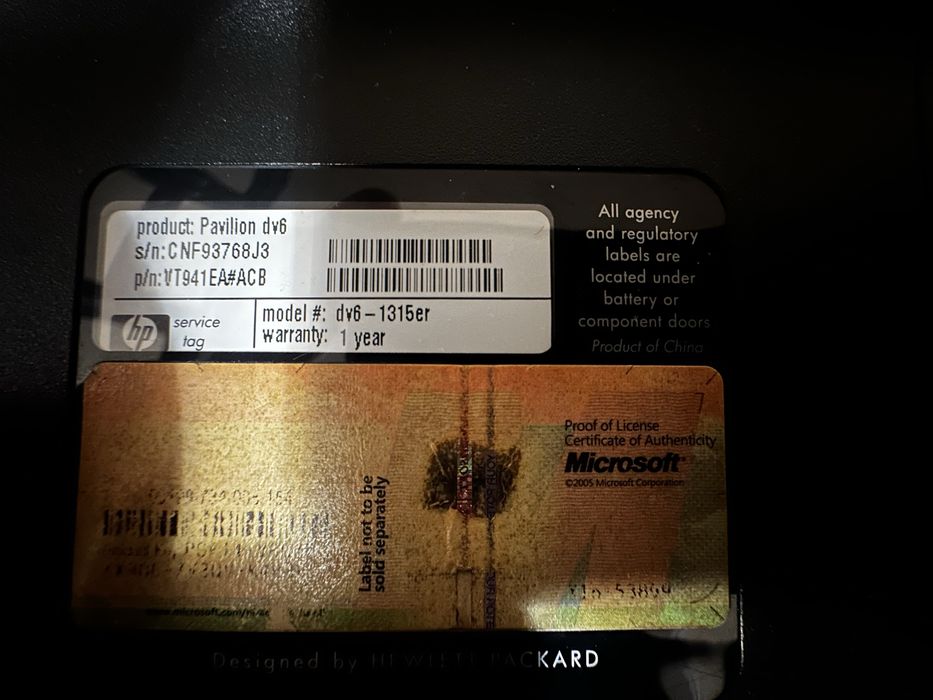 product: Pavilion dv6
s/n:CNF93768J3
p/n:VT941EA#ACB
hp
service
tag
model #: dv6-1315er
warranty: 1 year
All agency
and regulatory
labels are
located under
battery or
component doors
Product of China
Label not to be
sold separately
Proof of License
Certificate of Authenticity
Microsoft
©2005 Microsoft Corporation
Designed by HEWLETT PACKARD